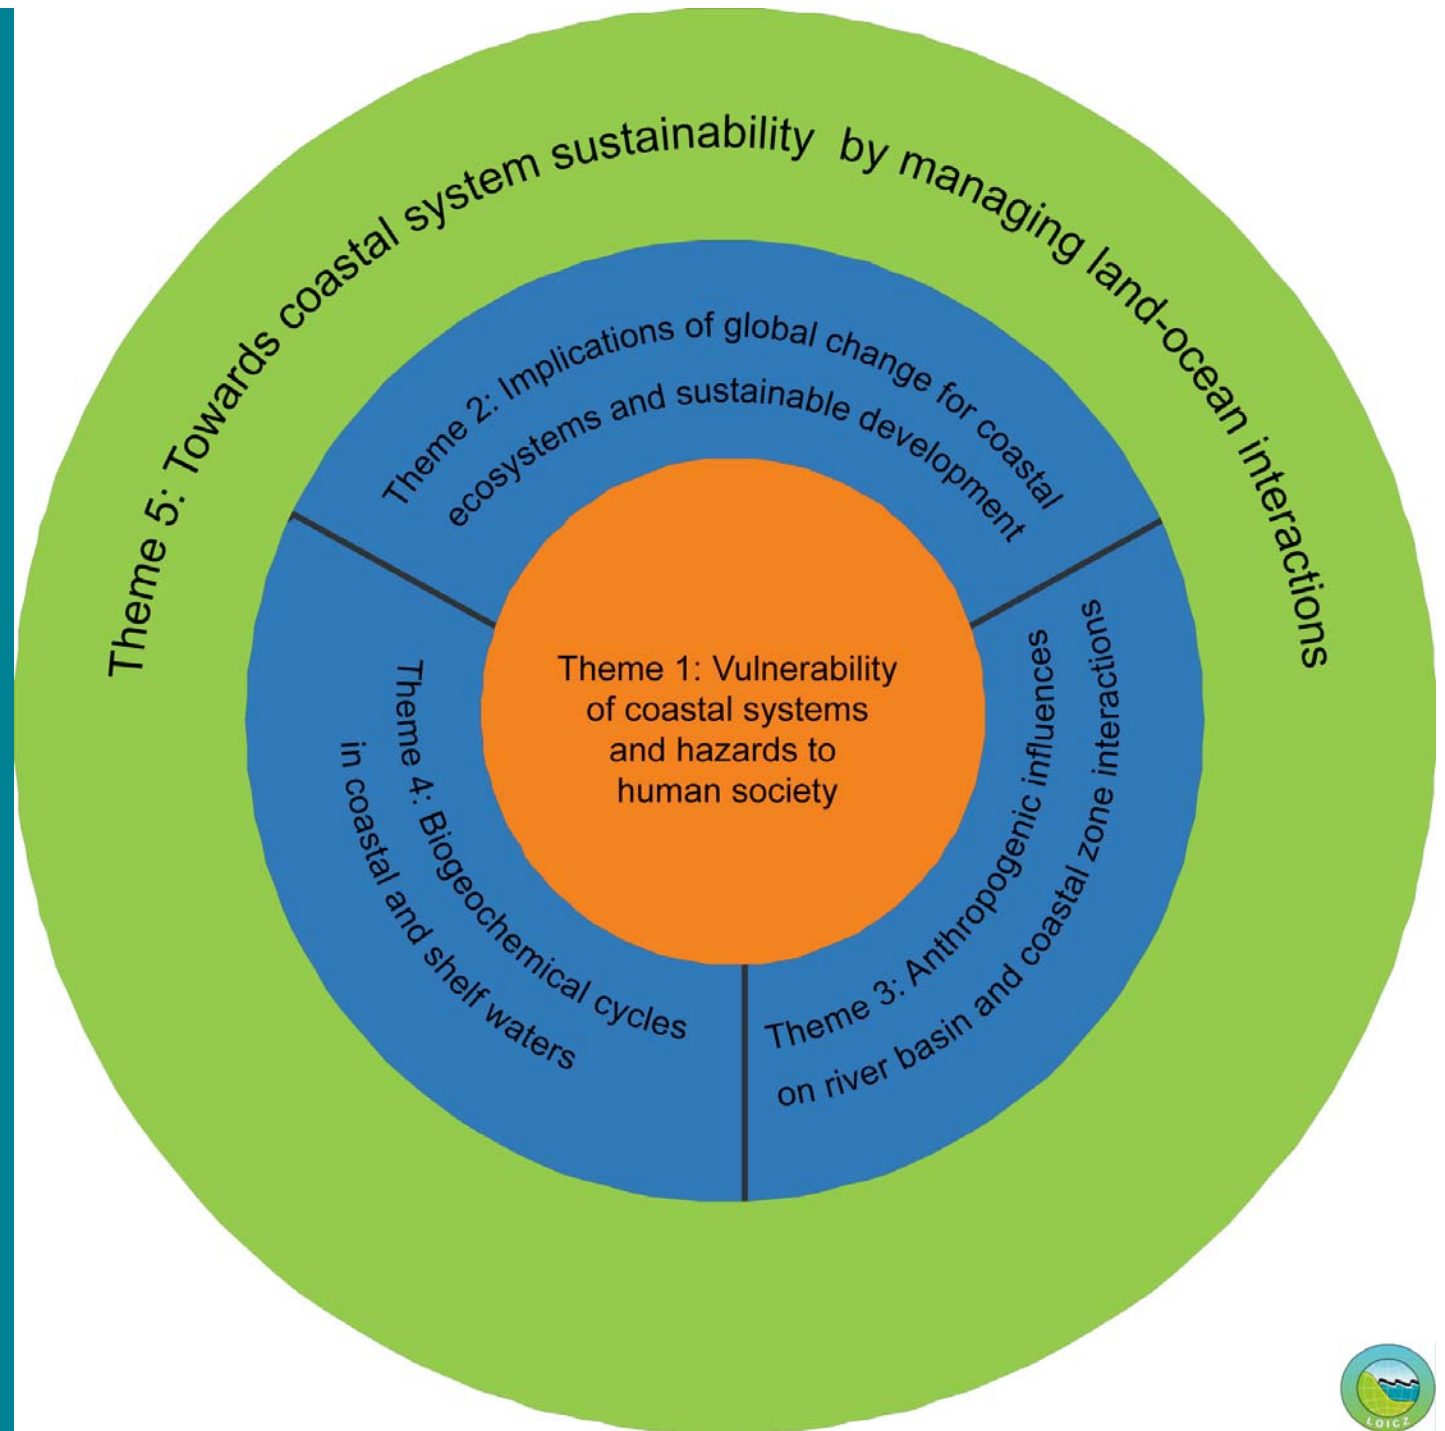 Theme 5: Towards coastal system sustainability by managing land-ocean interactions
Theme 2: Implications of global change for coastal
ecosystems and sustainable development
Theme 1: Vulnerability
of coastal systems
and hazards to
human society
Theme 3: Anthropogenic influences
on river basin and coastal zone interactions
Theme 4: Biogeochemical cycles
in coastal and shelf waters
LOICZ